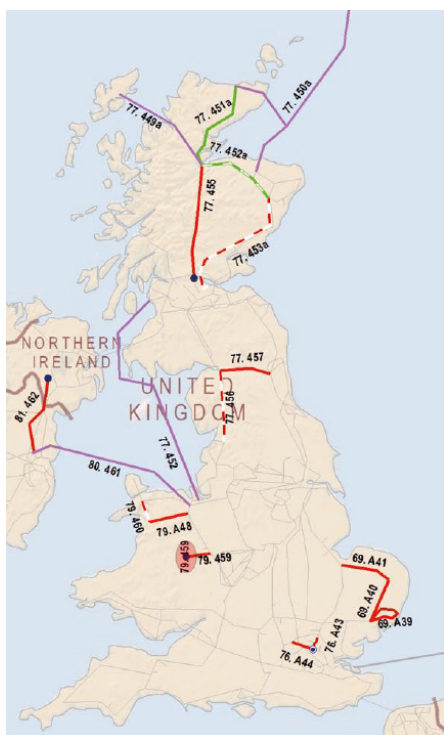 77. 450a
77. 449a
77. 451a
77. 452a
77. 455
77. 453a
NORTHERN
IRELAND
77. 457
UNITED
KINGDOM
77. 456
81. 462
77. 452
80. 461
79. 460
79. A48
79. 459
79. 459
69. A41
69. A40
69. A39
76. A43
76. A44